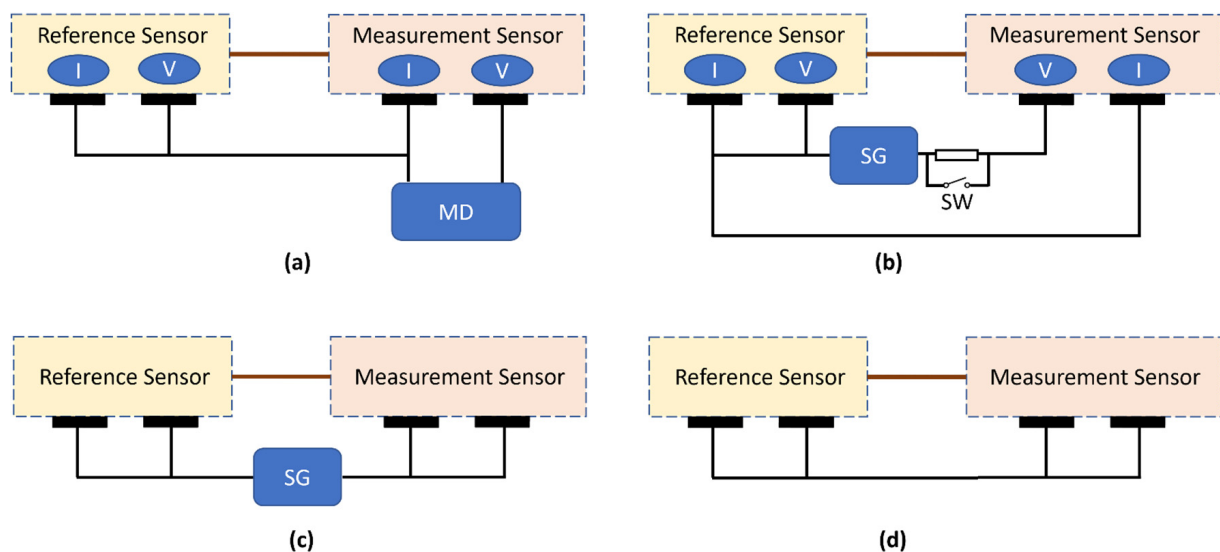 Reference Sensor
Measurement Sensor
I
V
I
V
MD
(a)
Reference Sensor
Measurement Sensor
I
V
V
I
SG
SW
(b)
Reference Sensor
Measurement Sensor
SG
(c)
Reference Sensor
Measurement Sensor
(d)